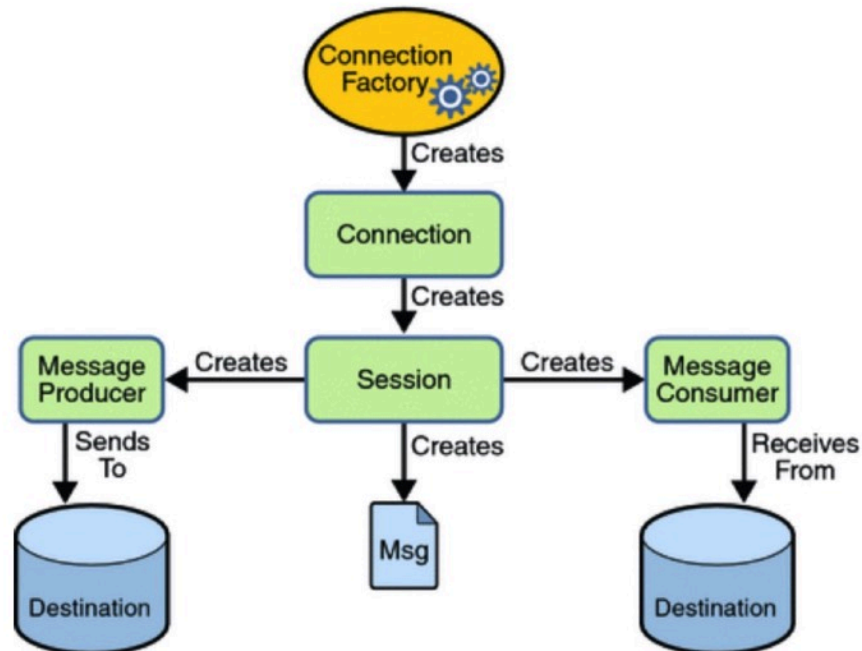 Connection
Factory
Creates
Connection
Creates
Message
Producer
Creates
Session
Creates
Message
Consumer
Sends
To
Creates
Receives
From
Destination
Msg
Destination